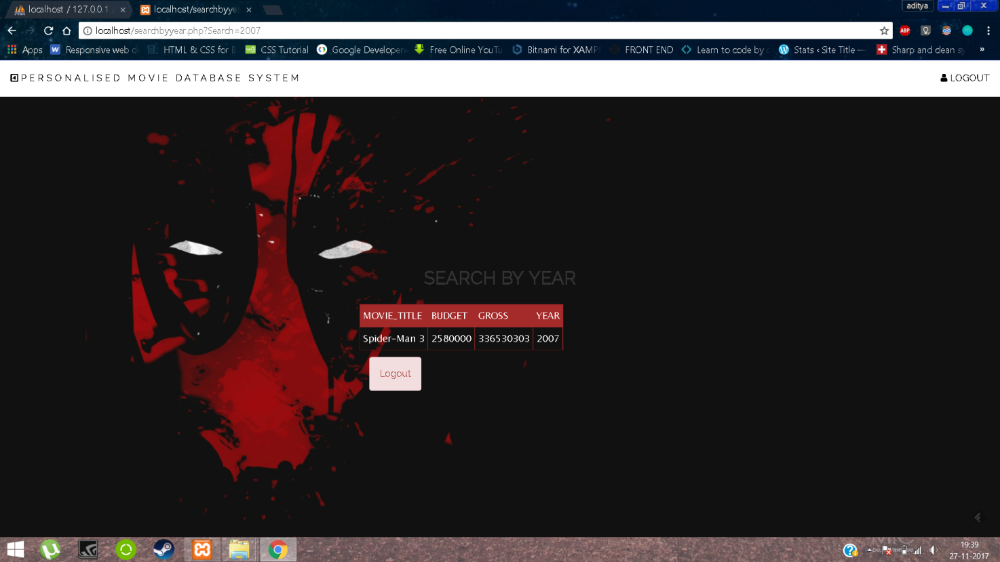 aditya
localhost / 127.0.0.1
localhost/searchbyyea
localhost/searchbyyear.php?Search=2007
ABP
Apps Responsive web d HTML & CSS for B CSS Tutorial Google Developer Free Online YouTu Bitnami for XAMP FRONT END Learn to code by Stats ‹ Site Title — Sharp and clean sy »
PERSONALISED MOVIE DATABASE SYSTEM LOGOUT
SEARCH BY YEAR
MOVIE_TITLE BUDGET GROSS YEAR
Spider-Man 3 2580000 336530303 2007
Logout
19:39
27-11-2017